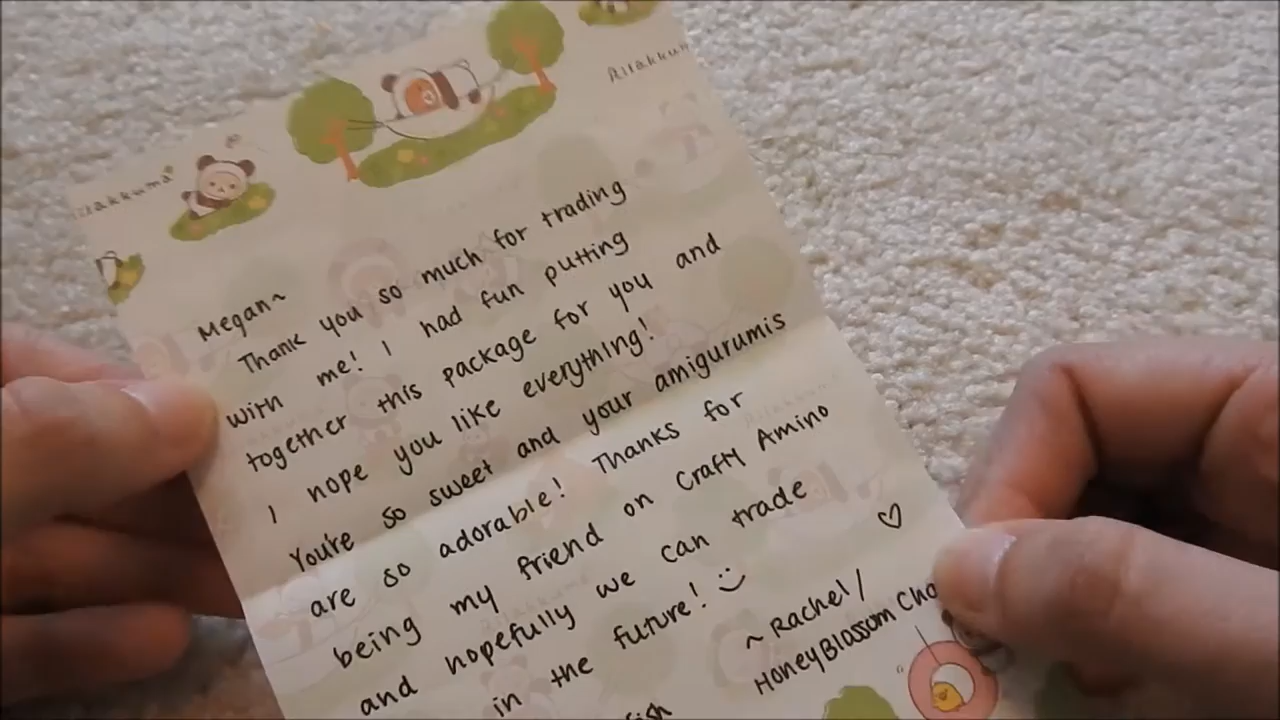 Rilakkuma
Megan~
Thank you so much for trading
with me! I had fun putting
together this package for you and
I hope you like everything!
You're so sweet and your amigurumis
are so adorable! Thanks for
being my friend on Crafty Amino
and hopefully we can trade
in the future! :)
♡
~Rachel/
HoneyBlossom